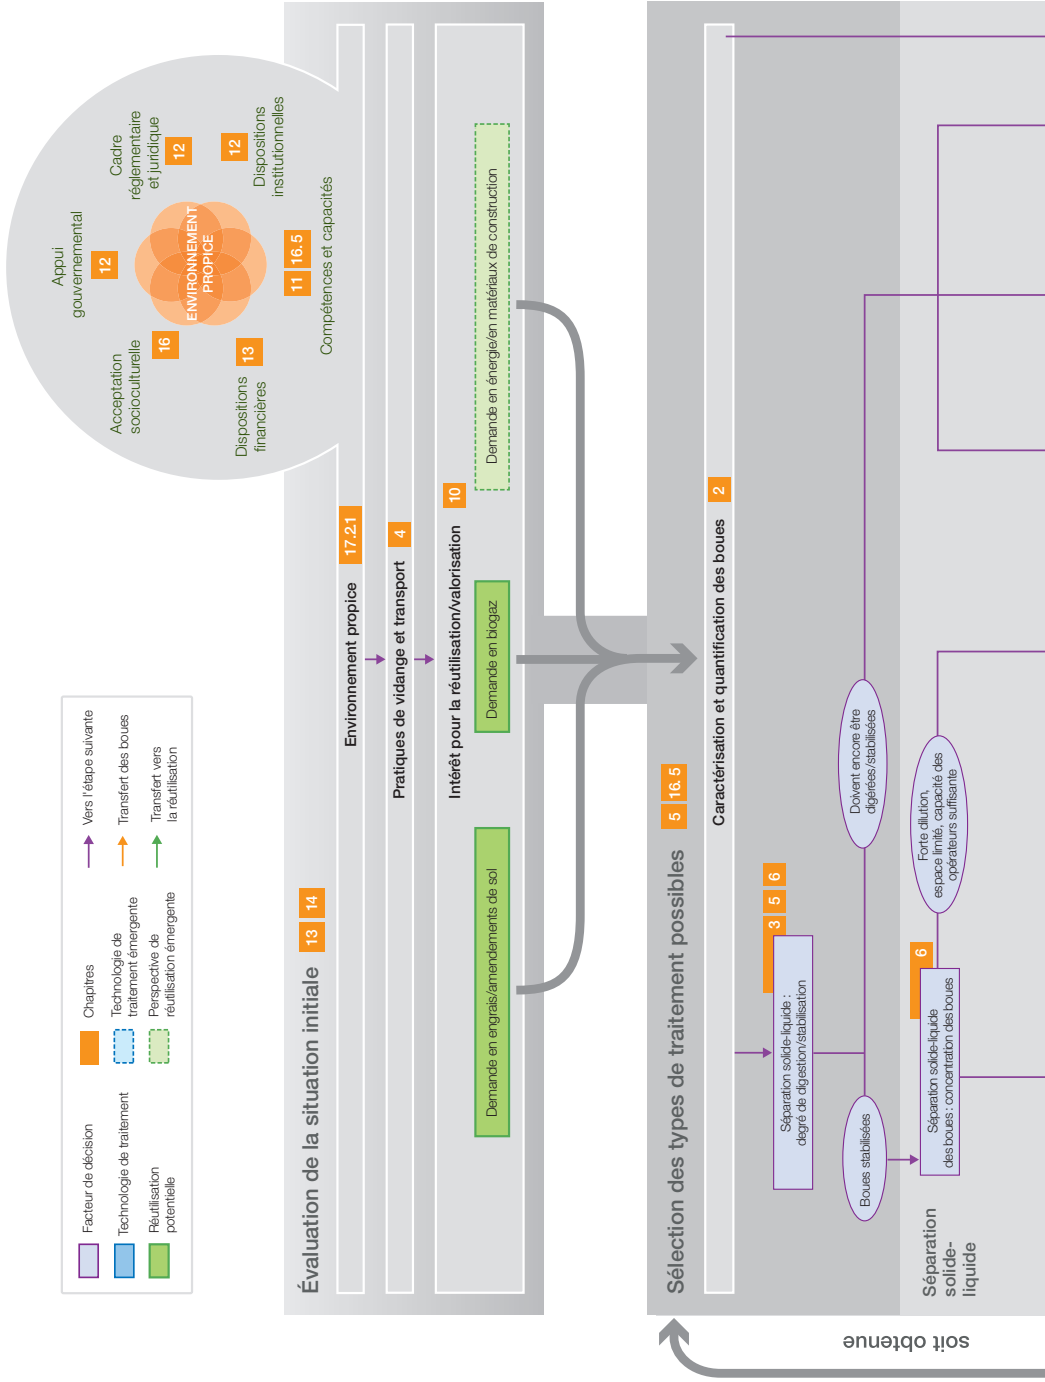 Facteur de décision
Technologie de traitement
Réutilisation
potentielle
Chapitres
Technologie de
traitement émergente
Perspective de
réutilisation émergente
Vers l'étape suivante
Transfert des boues
Transfert vers
la réutilisation
Acceptation
socioculturelle
16
Appui
gouvernemental
12
Cadre
réglementaire
et juridique
12
Dispositions
institutionnelles
12
Compétences et capacités
11
16.5
Dispositions
financières
13
ENVIRONNEMENT
PROPICE
Évaluation de la situation initiale
13
14
Environnement propice
17.2.1
Pratiques de vidange et transport
4
Intérêt pour la réutilisation/valorisation
10
Demande en engrais/amendements de sol
Demande en biogaz
Demande en énergie/en matériaux de construction
Sélection des types de traitement possibles
5
16. 5
Caractérisation et quantification des boues
2
3
5
6
Séparation solide-liquide :
degré de digestion/stabilisation
Boues stabilisées
Doivent encore être
digérées/stabilisées
Séparation
solide-
liquide
6
Séparation solide-liquide
des boues : concentration des boues
Forte dilution,
espace limité, capacité des
opérateurs suffisante
soit obtenue